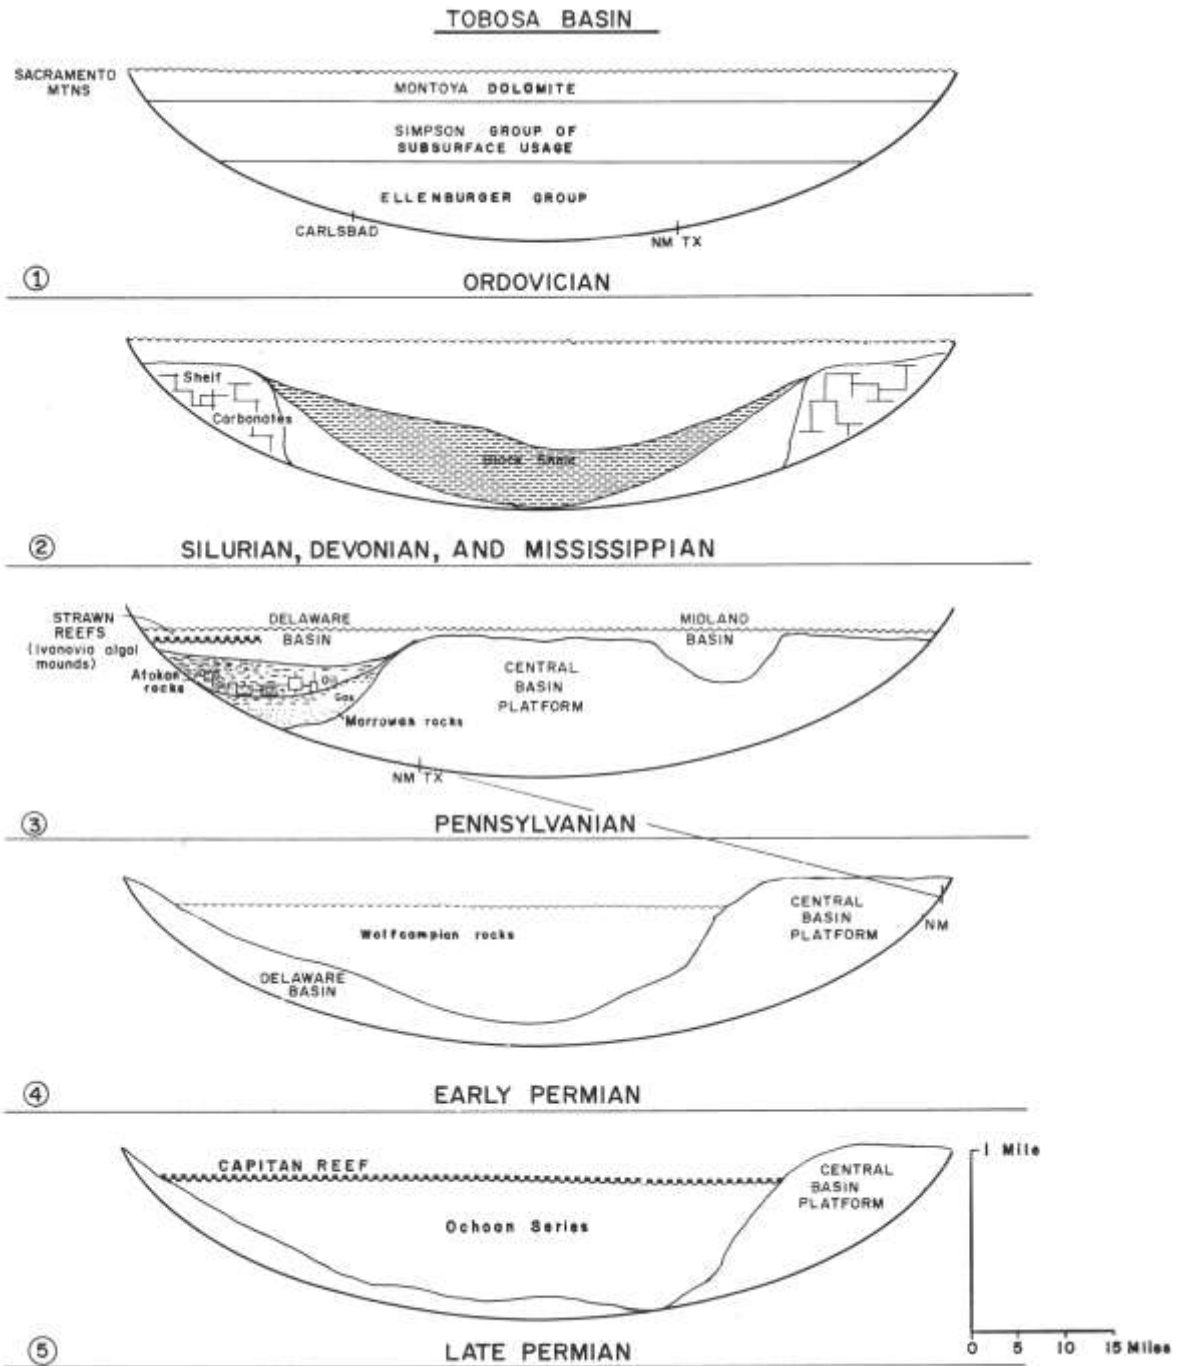 TOBOSA BASIN
SACRAMENTO
MTNS
MONTOYA DOLOMITE
SIMPSON GROUP OF
SUBSURFACE USAGE
ELLENBURGER GROUP
CARLSBAD
NM TX
1
ORDOVICIAN
Shelf
Carbonates
Black Shale
2
SILURIAN, DEVONIAN, AND MISSISSIPPIAN
STRAWN
REEFS
(Ivanovia algal
mounds)
DELAWARE
BASIN
MIDLAND
BASIN
Atokan
rocks
Oil
Gas
CENTRAL
BASIN
PLATFORM
Morrowan rocks
NM TX
3
PENNSYLVANIAN
Wolfcampian rocks
CENTRAL
BASIN
PLATFORM
NM
DELAWARE
BASIN
4
EARLY PERMIAN
CAPITAN REEF
CENTRAL
BASIN
PLATFORM
1 Mile
Ochoan Series
5
LATE PERMIAN
0 5 10 15 Miles